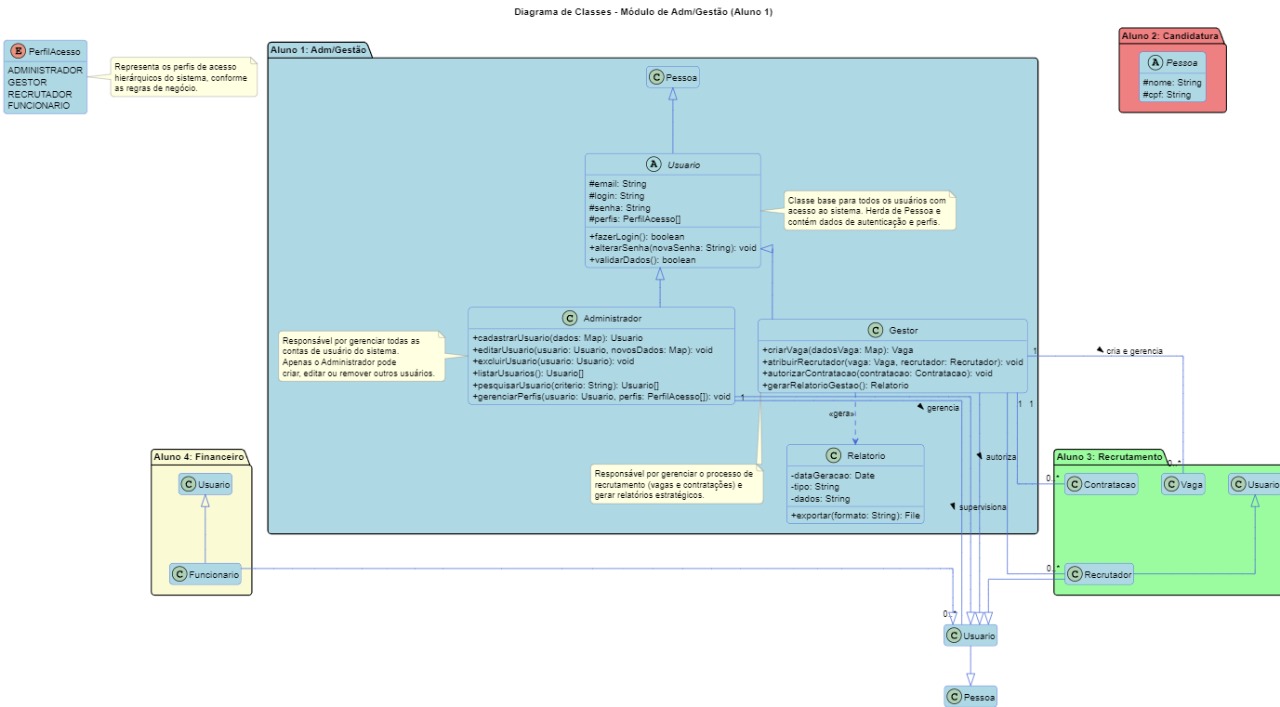 Diagrama de Classes - Módulo de Adm/Gestão (Aluno 1)
E PerfilAcesso
ADMINISTRADOR
GESTOR
RECRUTADOR
FUNCIONARIO
Representa os perfis de acesso
hierárquicos do sistema, conforme
as regras de negócio.
Aluno 1: Adm/Gestão
C Pessoa
Aluno 2: Candidatura
A Pessoa
#nome: String
#cpf: String
A Usuario
#email: String
#login: String
#senha: String
#perfis: PerfilAcesso[]
+fazerLogin(): boolean
+alterarSenha(novaSenha: String): void
+validarDados(): boolean
Classe base para todos os usuários com
acesso ao sistema. Herda de Pessoa e
contém dados de autenticação e perfis.
Responsável por gerenciar todas as
contas de usuário do sistema.
Apenas o Administrador pode
criar, editar ou remover outros usuários.
C Administrador
+cadastrarUsuario(dados: Map): Usuario
+editarUsuario(usuario: Usuario, novosDados: Map): void
+excluirUsuario(usuario: Usuario): void
+listarUsuarios(): Usuario[]
+pesquisarUsuario(criterio: String): Usuario[]
+gerenciarPerfis(usuario: Usuario, perfis: PerfilAcesso[]): void
C Gestor
+criarVaga(dadosVaga: Map): Vaga
+atribuirRecrutador(vaga: Vaga, recrutador: Recrutador): void
+autorizarContratacao(contratacao: Contratacao): void
+gerarRelatorioGestao(): Relatorio
1
cria e gerencia
1
«gera»
gerencia
1 1
autoriza
supervisiona
Responsável por gerenciar o processo de
recrutamento (vagas e contratações) e
gerar relatórios estratégicos.
C Relatorio
-dataGeracao: Date
-tipo: String
-dados: String
+exportar(formato: String): File
Aluno 4: Financeiro
C Usuario
C Funcionario
Aluno 3: Recrutamento
0..*
0..*
C Contratacao
C Vaga
C Usuario
0..*
C Recrutador
0..*
C Usuario
C Pessoa